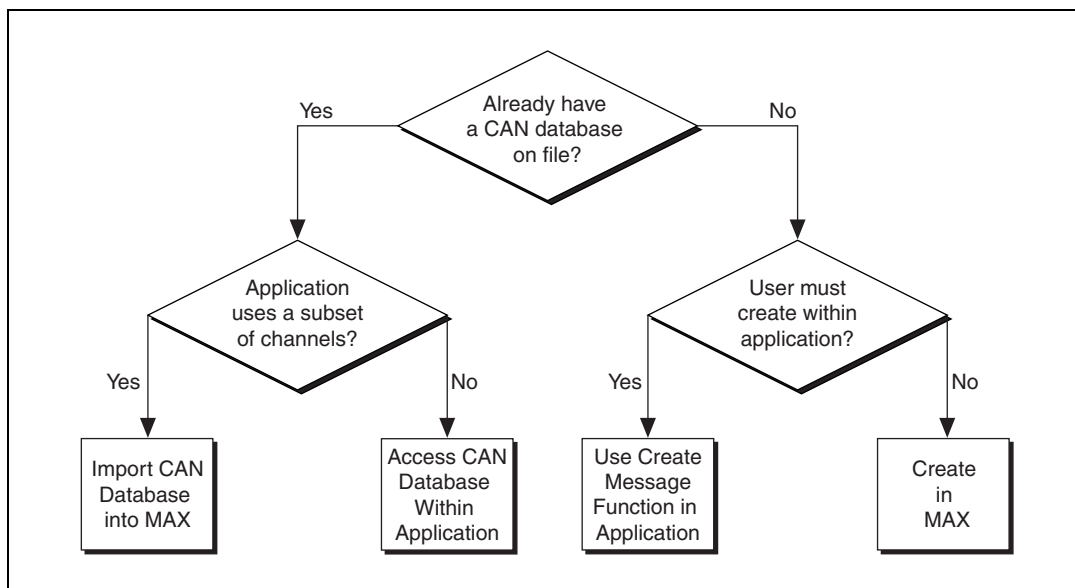 Already have
a CAN database
on file?
Yes
No
Application
uses a subset
of channels?
User must
create within
application?
Yes
No
Yes
No
Import CAN
Database
into MAX
Access CAN
Database
Within
Application
Use Create
Message
Function in
Application
Create
in
MAX